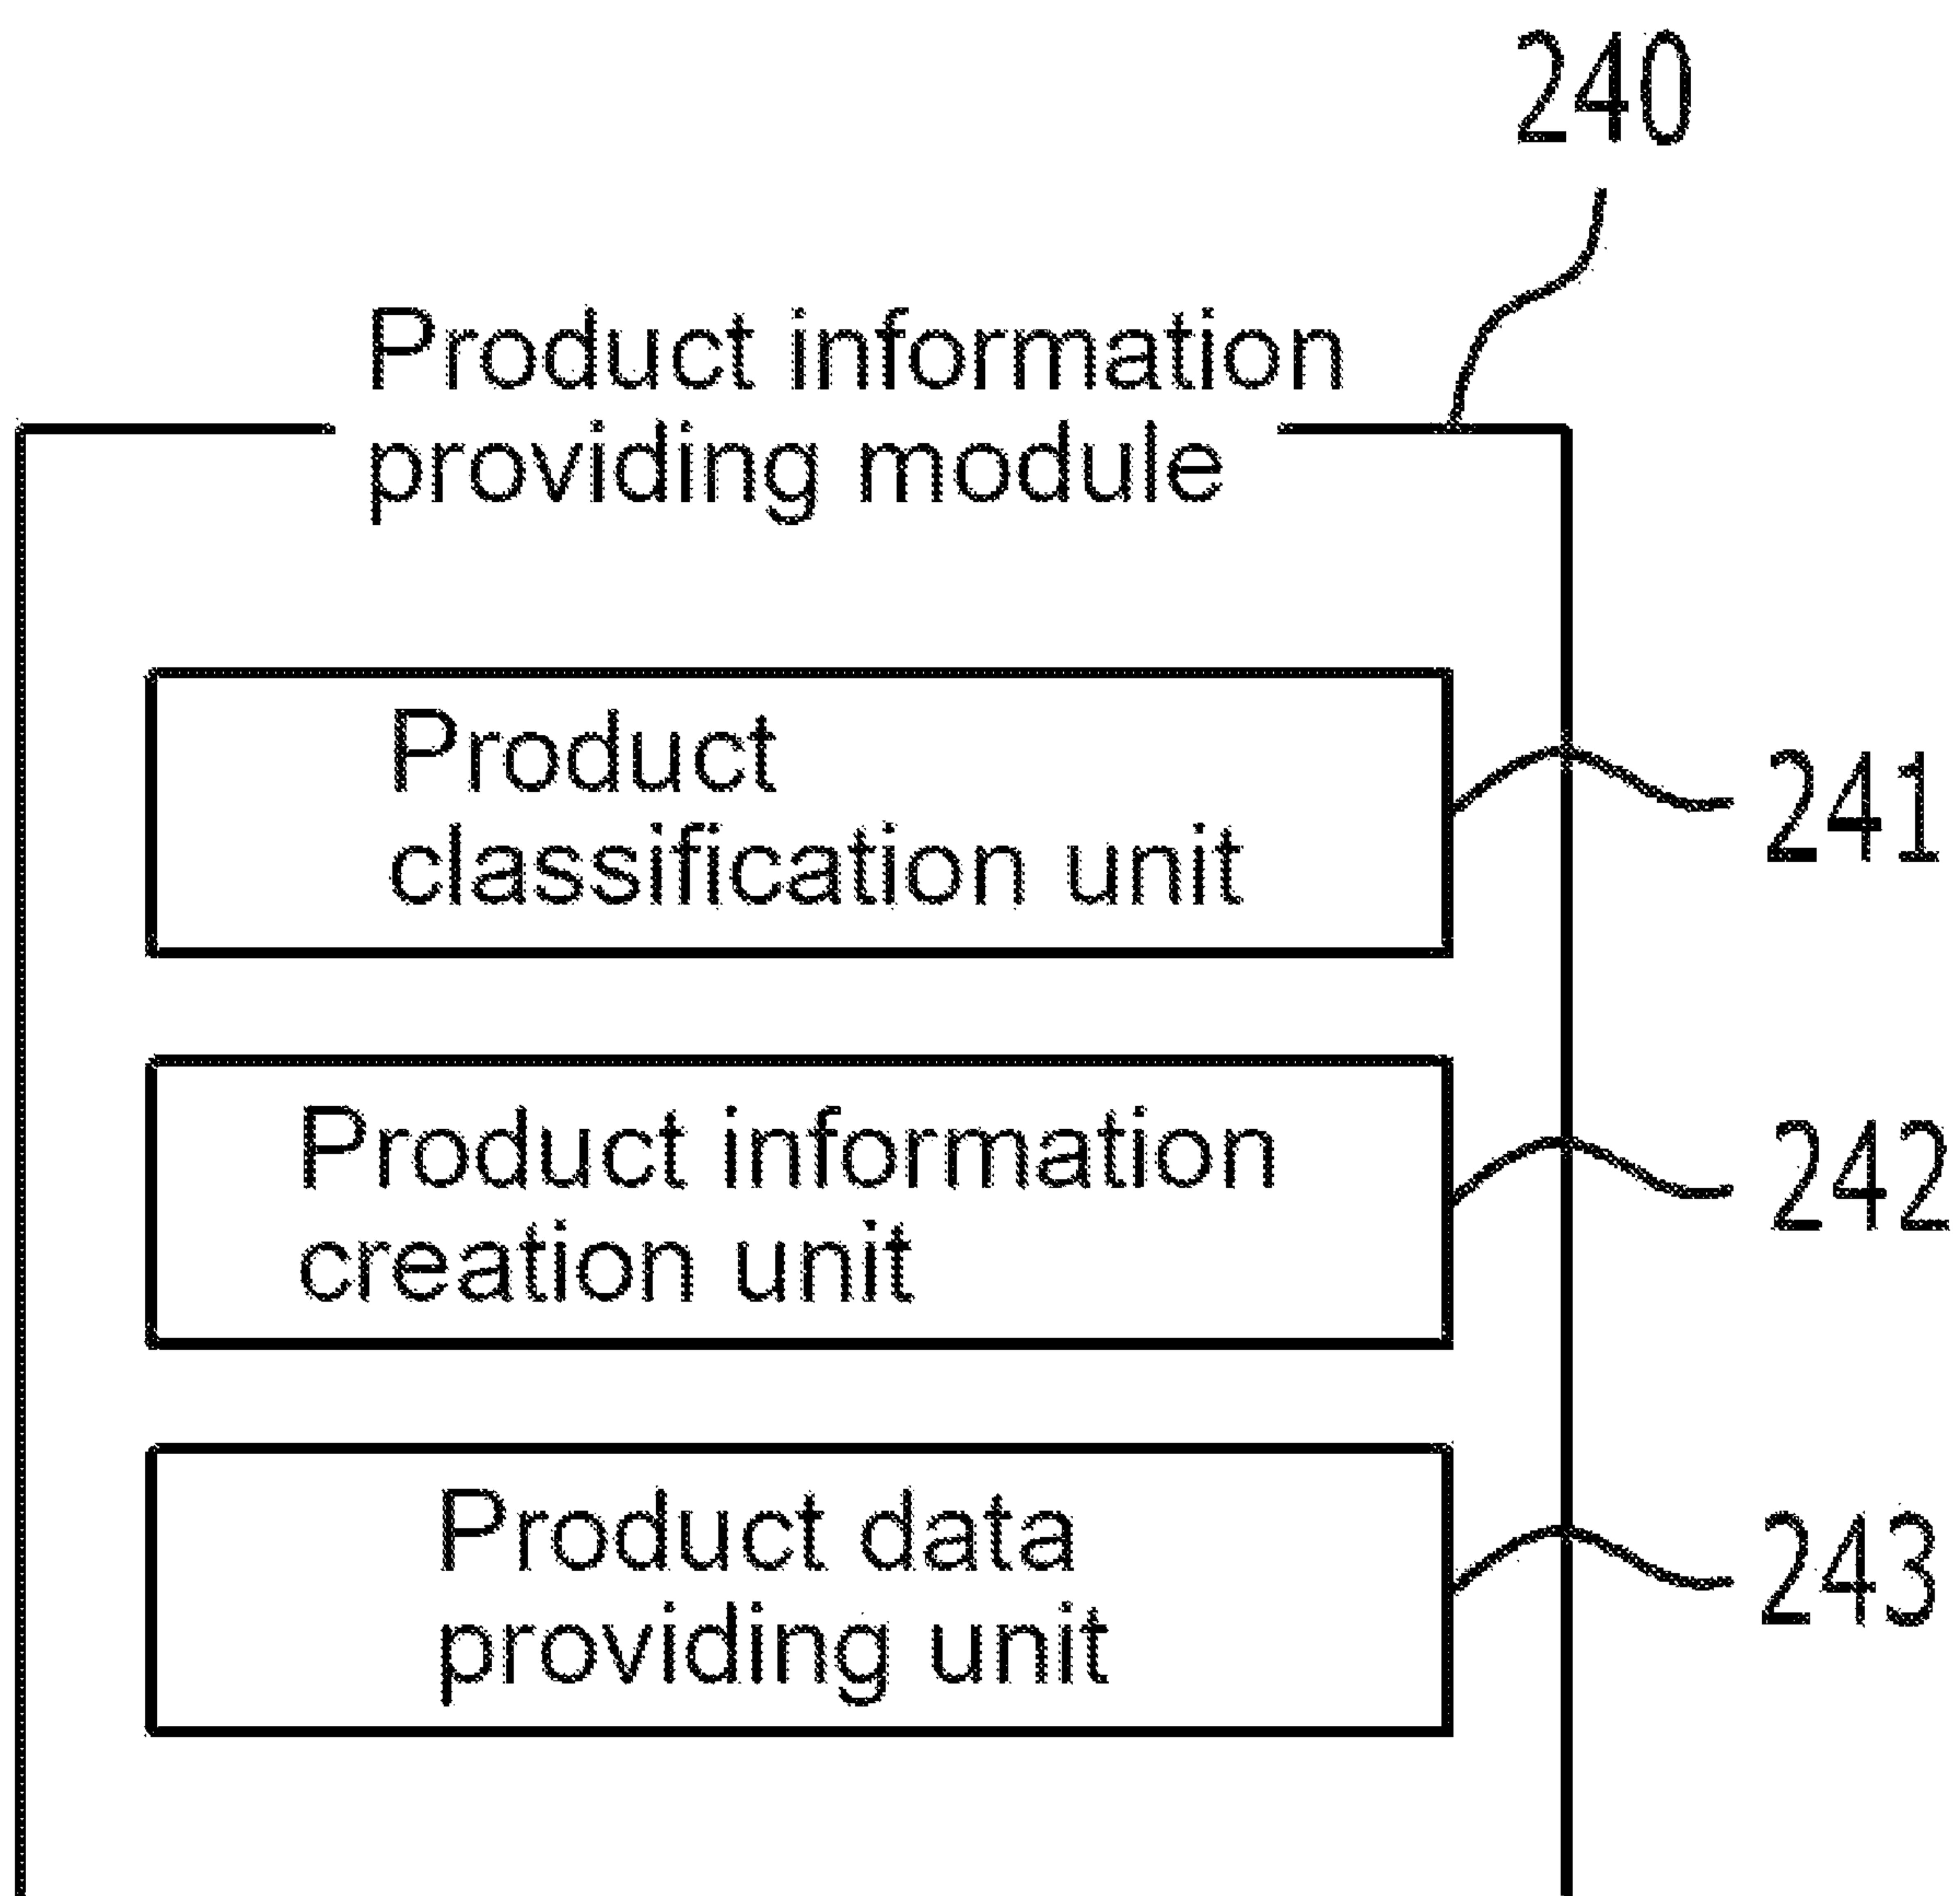 240
Product information
providing module
Product
classification unit
241
Product information
creation unit
242
Product data
providing unit
243